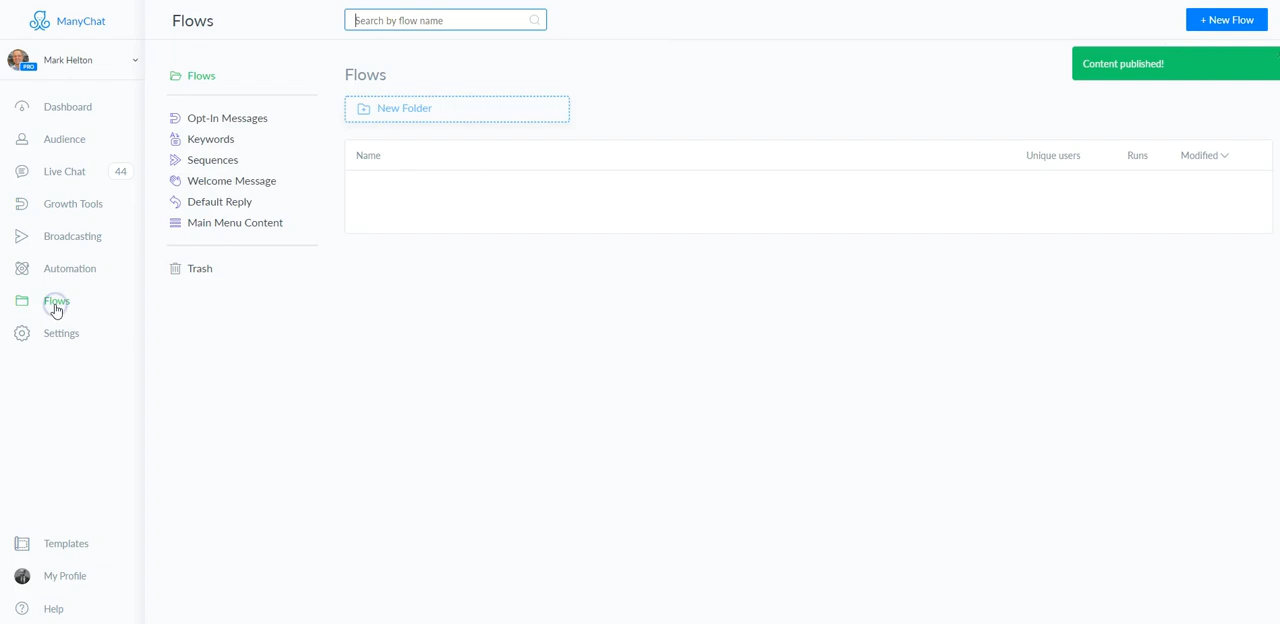 ManyChat
Flows
Search by flow name
+ New Flow
PRO
Mark Helton
Content published!
Flows
Flows
New Folder
Dashboard
Audience
Live Chat 44
Growth Tools
Broadcasting
Automation
Flows
Settings
Opt-In Messages
Keywords
Sequences
Welcome Message
Default Reply
Main Menu Content
Trash
Name Unique users Runs Modified
Templates
My Profile
Help